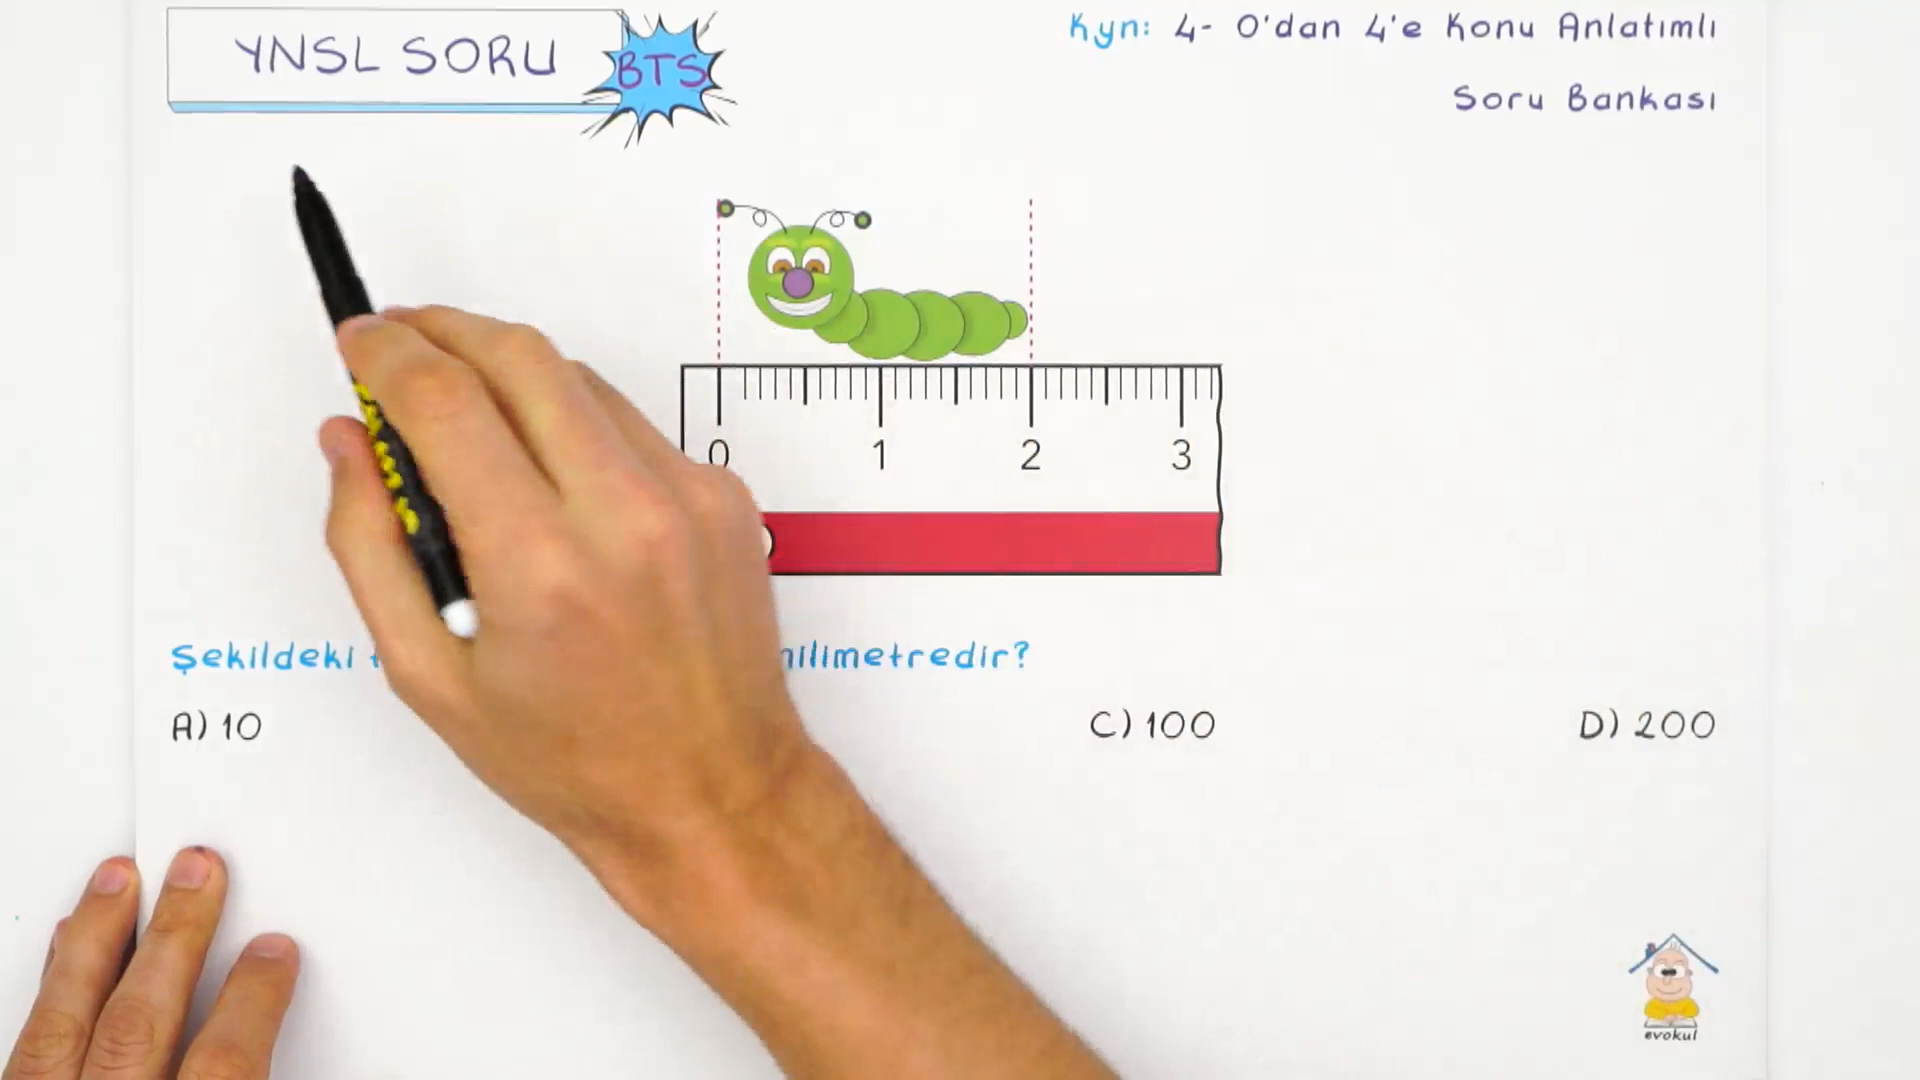 YNSL SORU
BTS
Kyn: 4- 0'dan 4'e Konu Anlatımlı
Soru Bankası
0 1 2 3
Şekildeki
A) 10 C) 100 D) 200
evokul